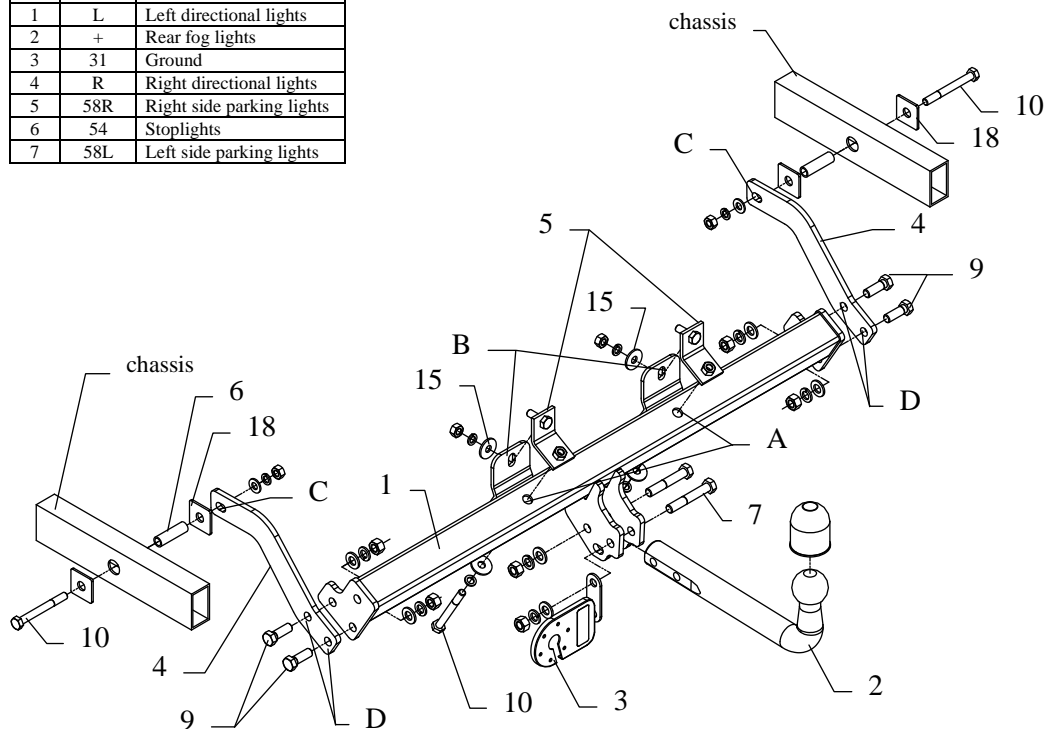 1 L Left directional lights
2 + Rear fog lights
3 31 Ground
4 R Right directional lights
5 58R Right side parking lights
6 54 Stoplights
7 58L Left side parking lights
chassis
10
18
C
4
5
9
15
B
chassis
15
6
D
18
A
1
C
7
10
4
10
3
2
9
D